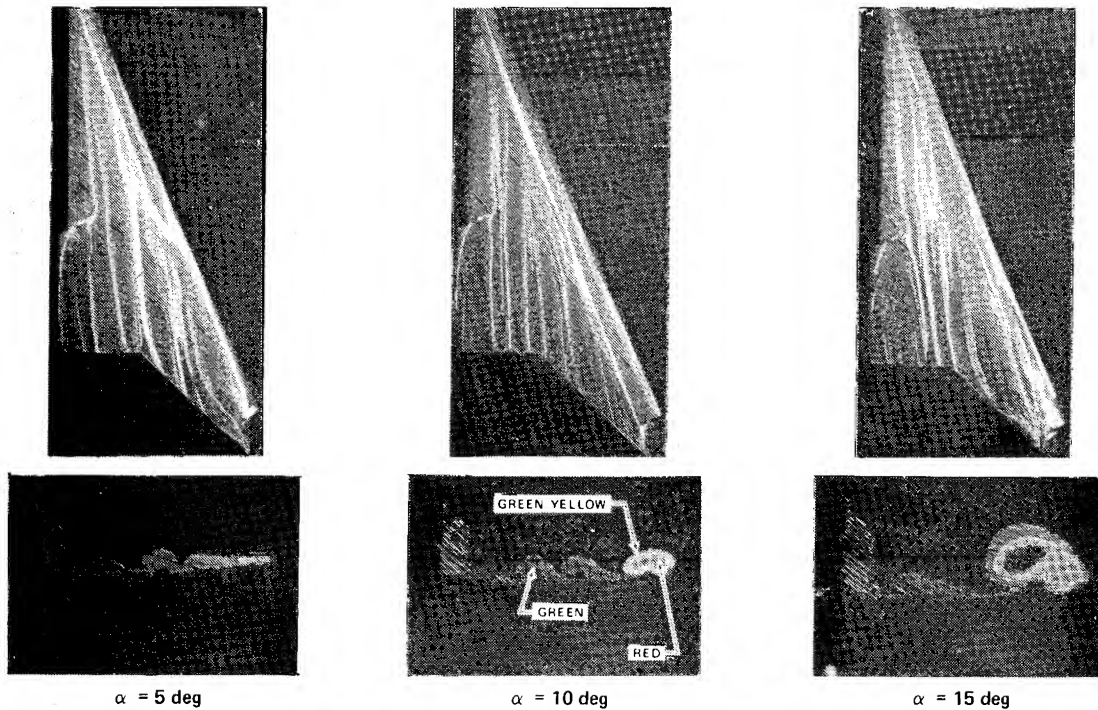 GREEN YELLOW
GREEN
RED
α = 5 deg
α = 10 deg
α = 15 deg